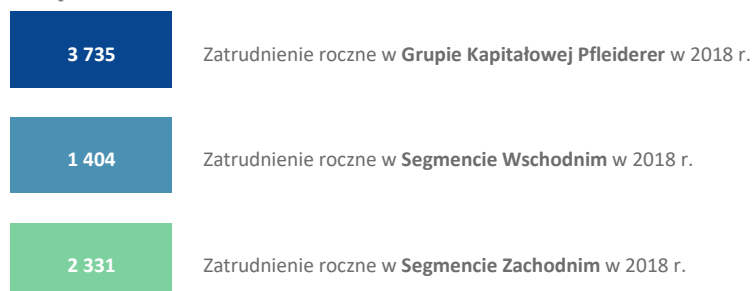 3 735 Zatrudnienie roczne w Grupie Kapitałowej Pfleiderer w 2018 r.
1 404 Zatrudnienie roczne w Segmencie Wschodnim w 2018 r.
2 331 Zatrudnienie roczne w Segmencie Zachodnim w 2018 r.